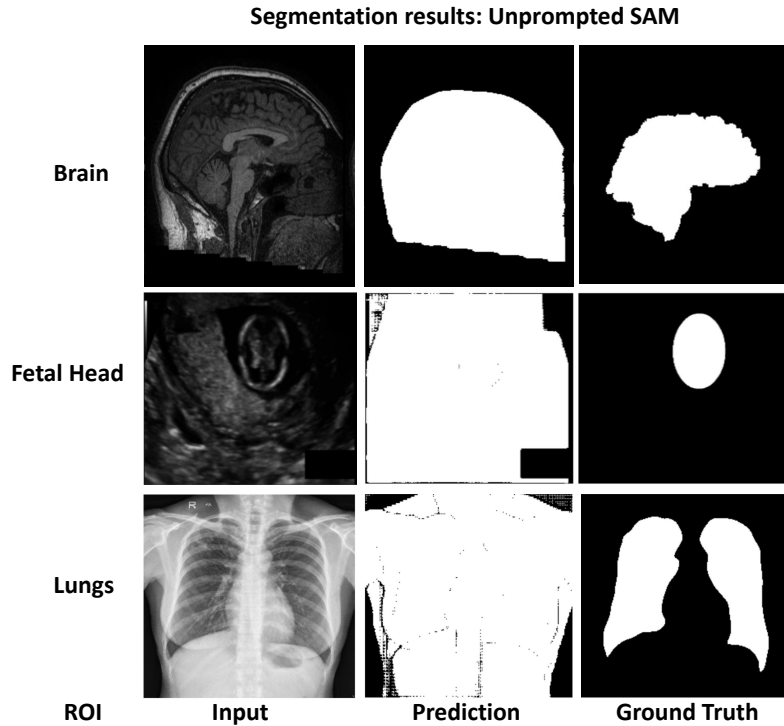 Segmentation results: Unprompted SAM
Brain
Fetal Head
R
Lungs
ROI Input Prediction Ground Truth